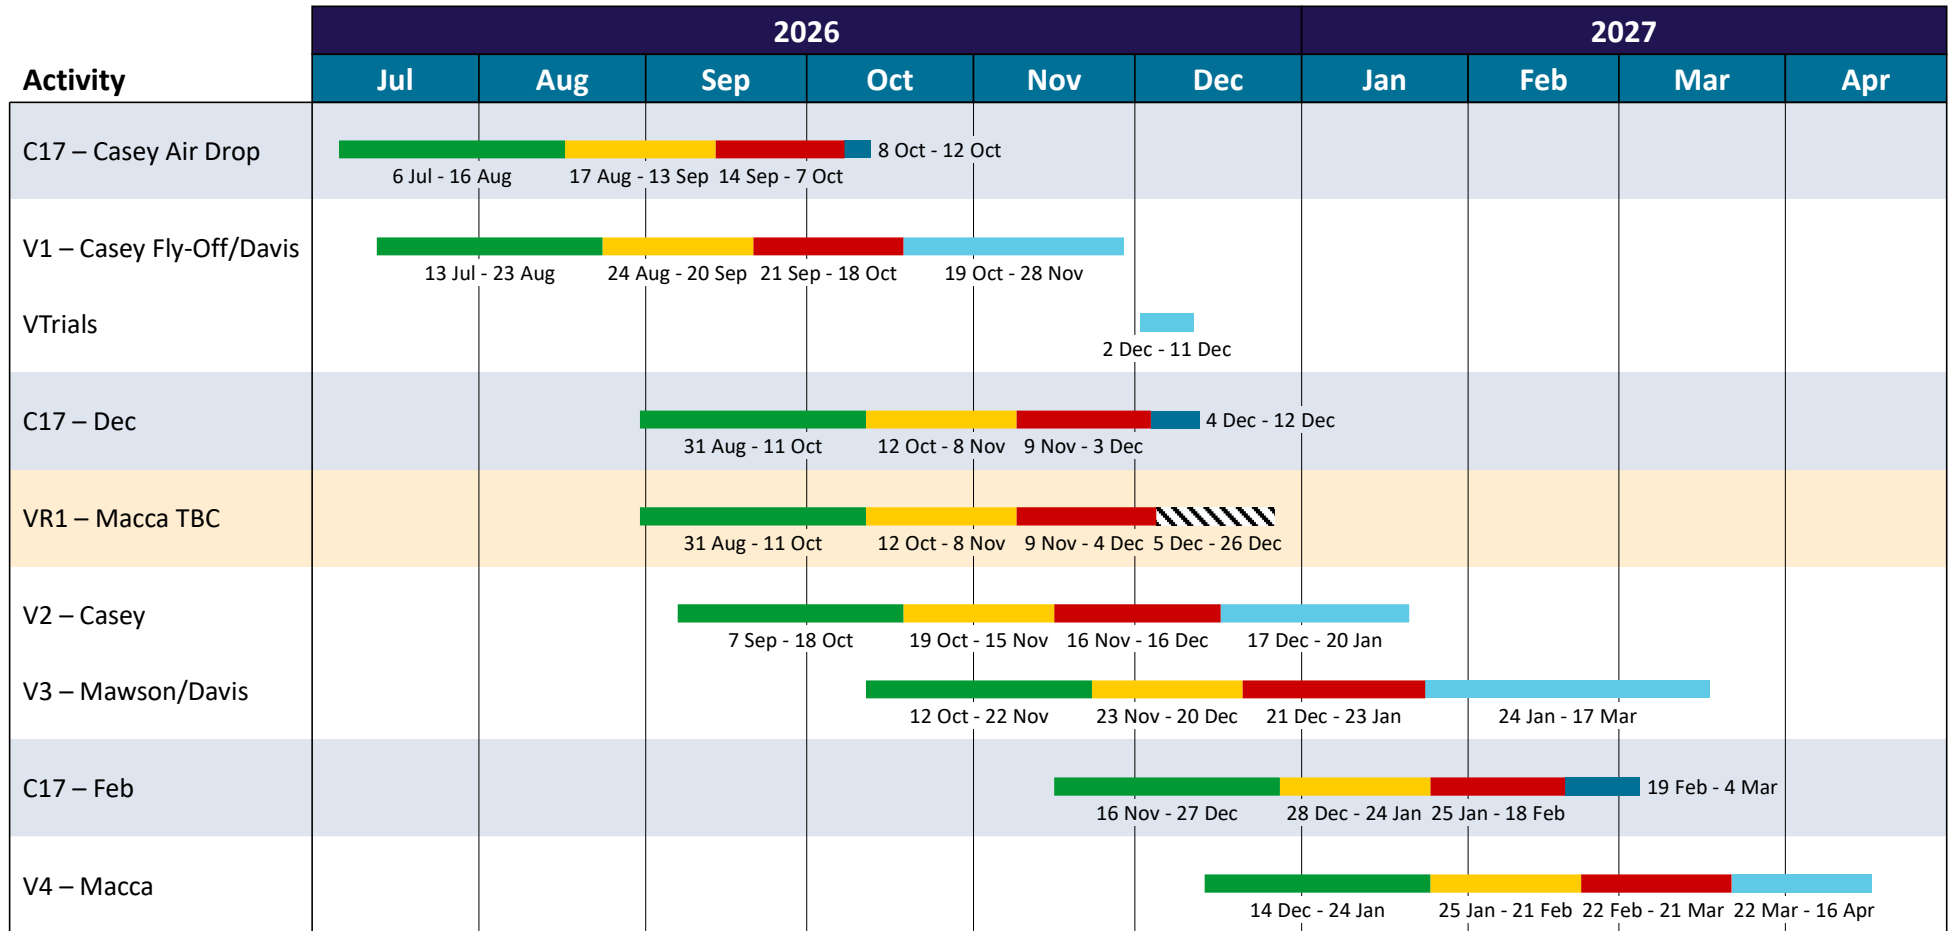 2026 2027
Activity Jul Aug Sep Oct Nov Dec Jan Feb Mar Apr
C17 – Casey Air Drop 8 Oct - 12 Oct
6 Jul - 16 Aug 17 Aug - 13 Sep 14 Sep - 7 Oct
V1 – Casey Fly-Off/Davis
13 Jul - 23 Aug 24 Aug - 20 Sep 21 Sep - 18 Oct 19 Oct - 28 Nov
VTrials
2 Dec - 11 Dec
C17 – Dec 4 Dec - 12 Dec
31 Aug - 11 Oct 12 Oct - 8 Nov 9 Nov - 3 Dec
VR1 – Macca TBC
31 Aug - 11 Oct 12 Oct - 8 Nov 9 Nov - 4 Dec 5 Dec - 26 Dec
V2 – Casey
7 Sep - 18 Oct 19 Oct - 15 Nov 16 Nov - 16 Dec 17 Dec - 20 Jan
V3 – Mawson/Davis
12 Oct - 22 Nov 23 Nov - 20 Dec 21 Dec - 23 Jan 24 Jan - 17 Mar
C17 – Feb 19 Feb - 4 Mar
16 Nov - 27 Dec 28 Dec - 24 Jan 25 Jan - 18 Feb
V4 – Macca
14 Dec - 24 Jan 25 Jan - 21 Feb 22 Feb - 21 Mar 22 Mar - 16 Apr